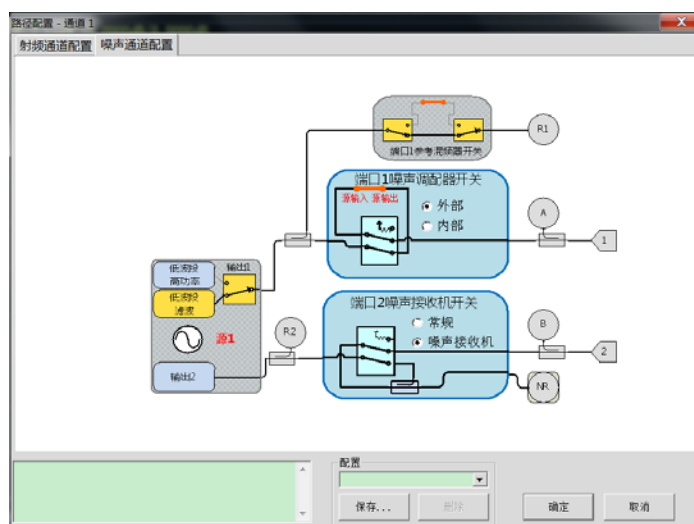 路径配置 - 通道 1
射频通道配置 噪声通道配置
R1
端口1参考混频器开关
端口1噪声调配器开关
源输入 源输出
外部
内部
A
1
低波段
高功率
输出1
低波段
滤波
源1
输出2
R2
端口2噪声接收机开关
常规
噪声接收机
B
2
NR
配置
保存... 删除 确定 取消